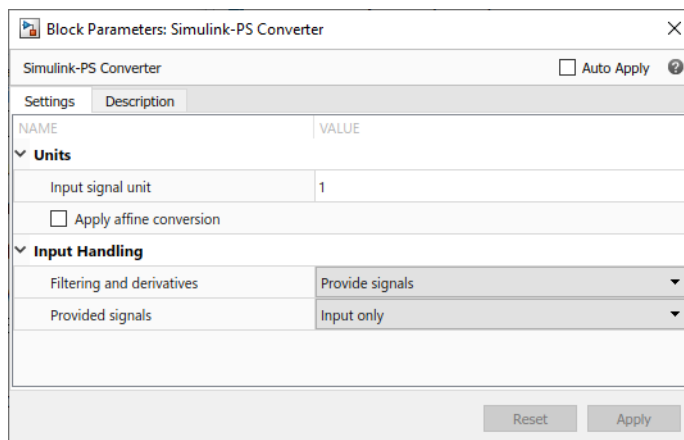 Block Parameters: Simulink-PS Converter
Simulink-PS Converter Auto Apply
Settings Description
NAME VALUE
Units
Input signal unit 1
Apply affine conversion
Input Handling
Filtering and derivatives Provide signals
Provided signals Input only
Reset Apply